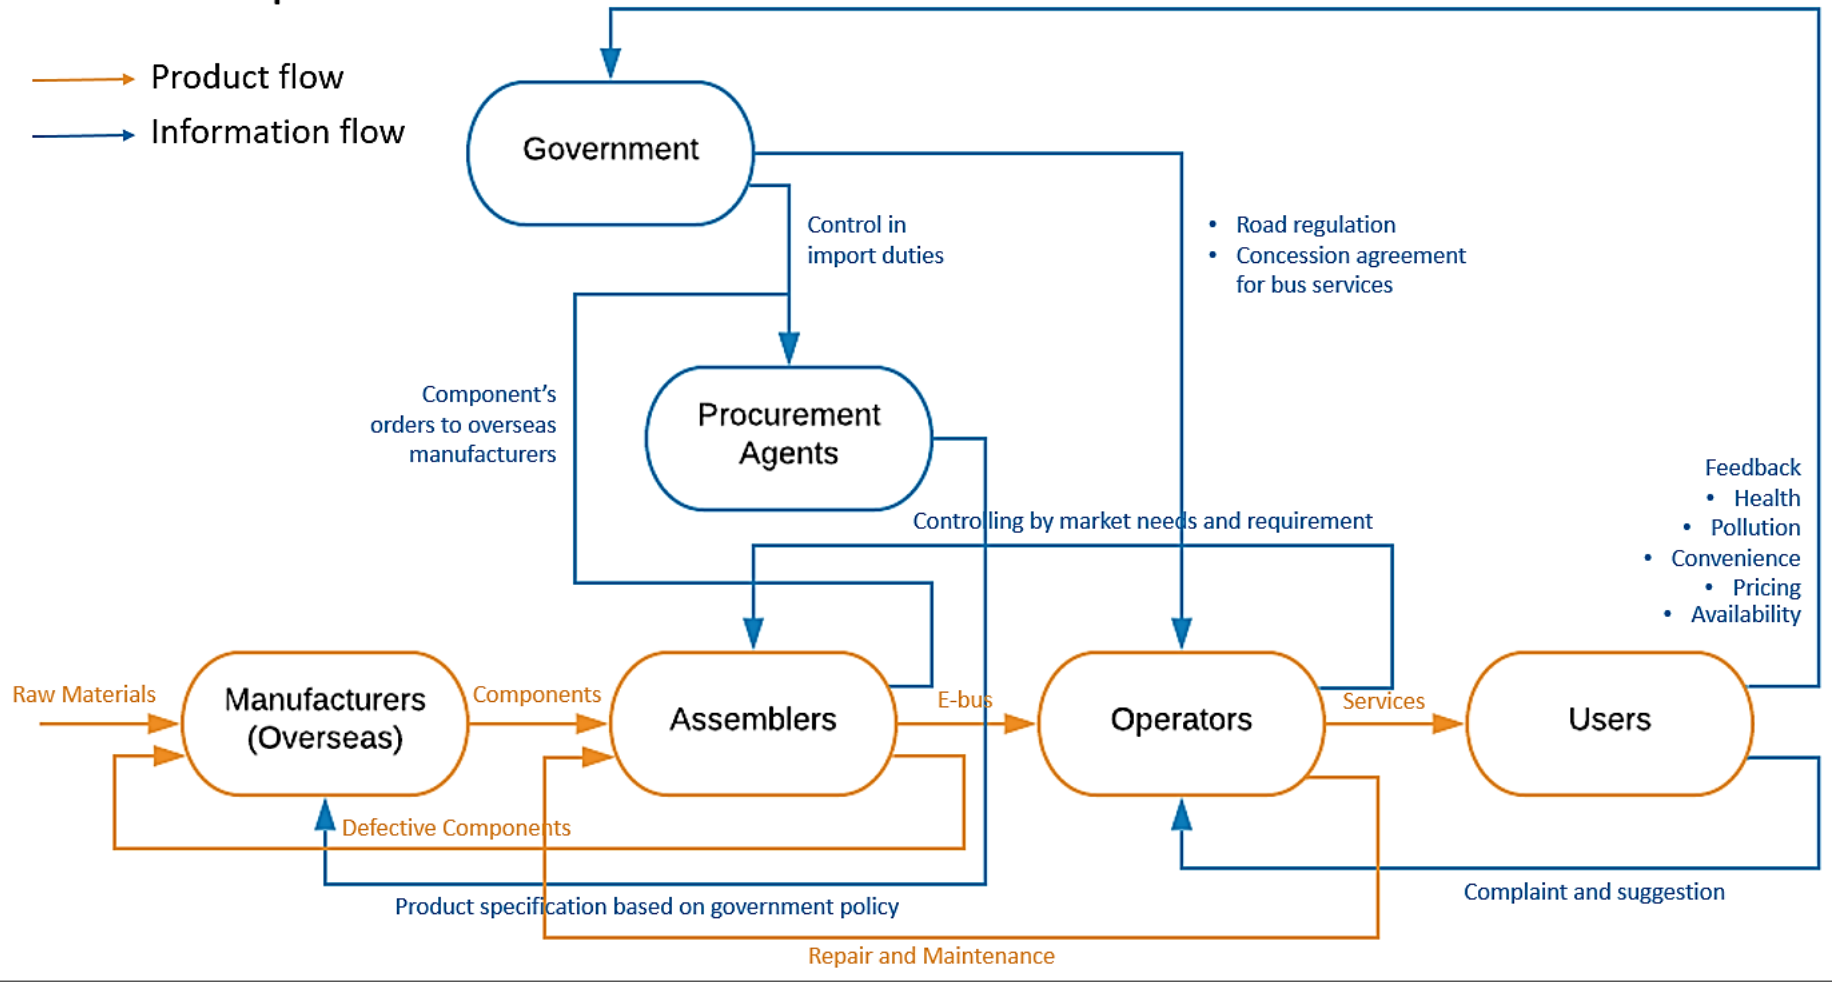 Product flow
Information flow
Government
Control in
import duties
• Road regulation
• Concession agreement
for bus services
Component’s
orders to overseas
manufacturers
Procurement
Agents
Controlling by market needs and requirement
Feedback
• Health
• Pollution
• Convenience
• Pricing
• Availability
Raw Materials
Manufacturers
(Overseas)
Components
Assemblers
E-bus
Operators
Services
Users
Defective Components
Product specification based on government policy
Complaint and suggestion
Repair and Maintenance